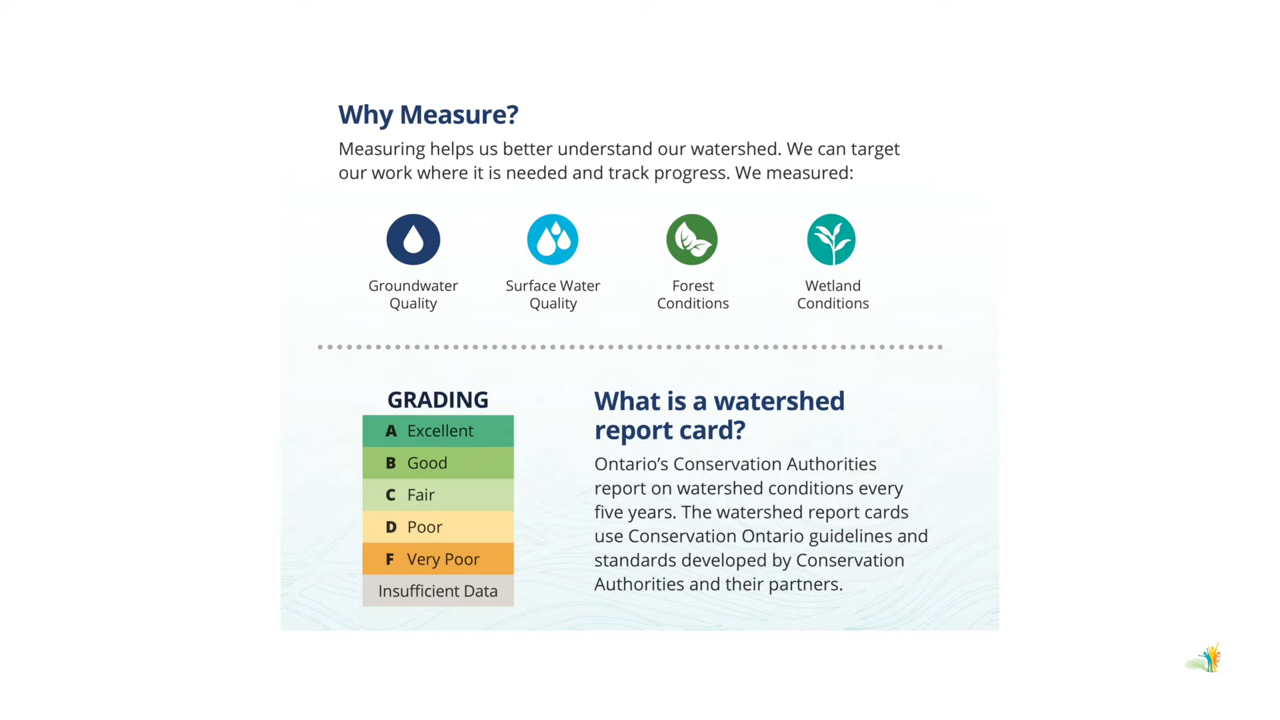 Why Measure?
Measuring helps us better understand our watershed. We can target
our work where it is needed and track progress. We measured:
Groundwater
Quality
Surface Water
Quality
Forest
Conditions
Wetland
Conditions
GRADING
A Excellent
B Good
C Fair
D Poor
F Very Poor
Insufficient Data
What is a watershed
report card?
Ontario’s Conservation Authorities
report on watershed conditions every
five years. The watershed report cards
use Conservation Ontario guidelines and
standards developed by Conservation
Authorities and their partners.